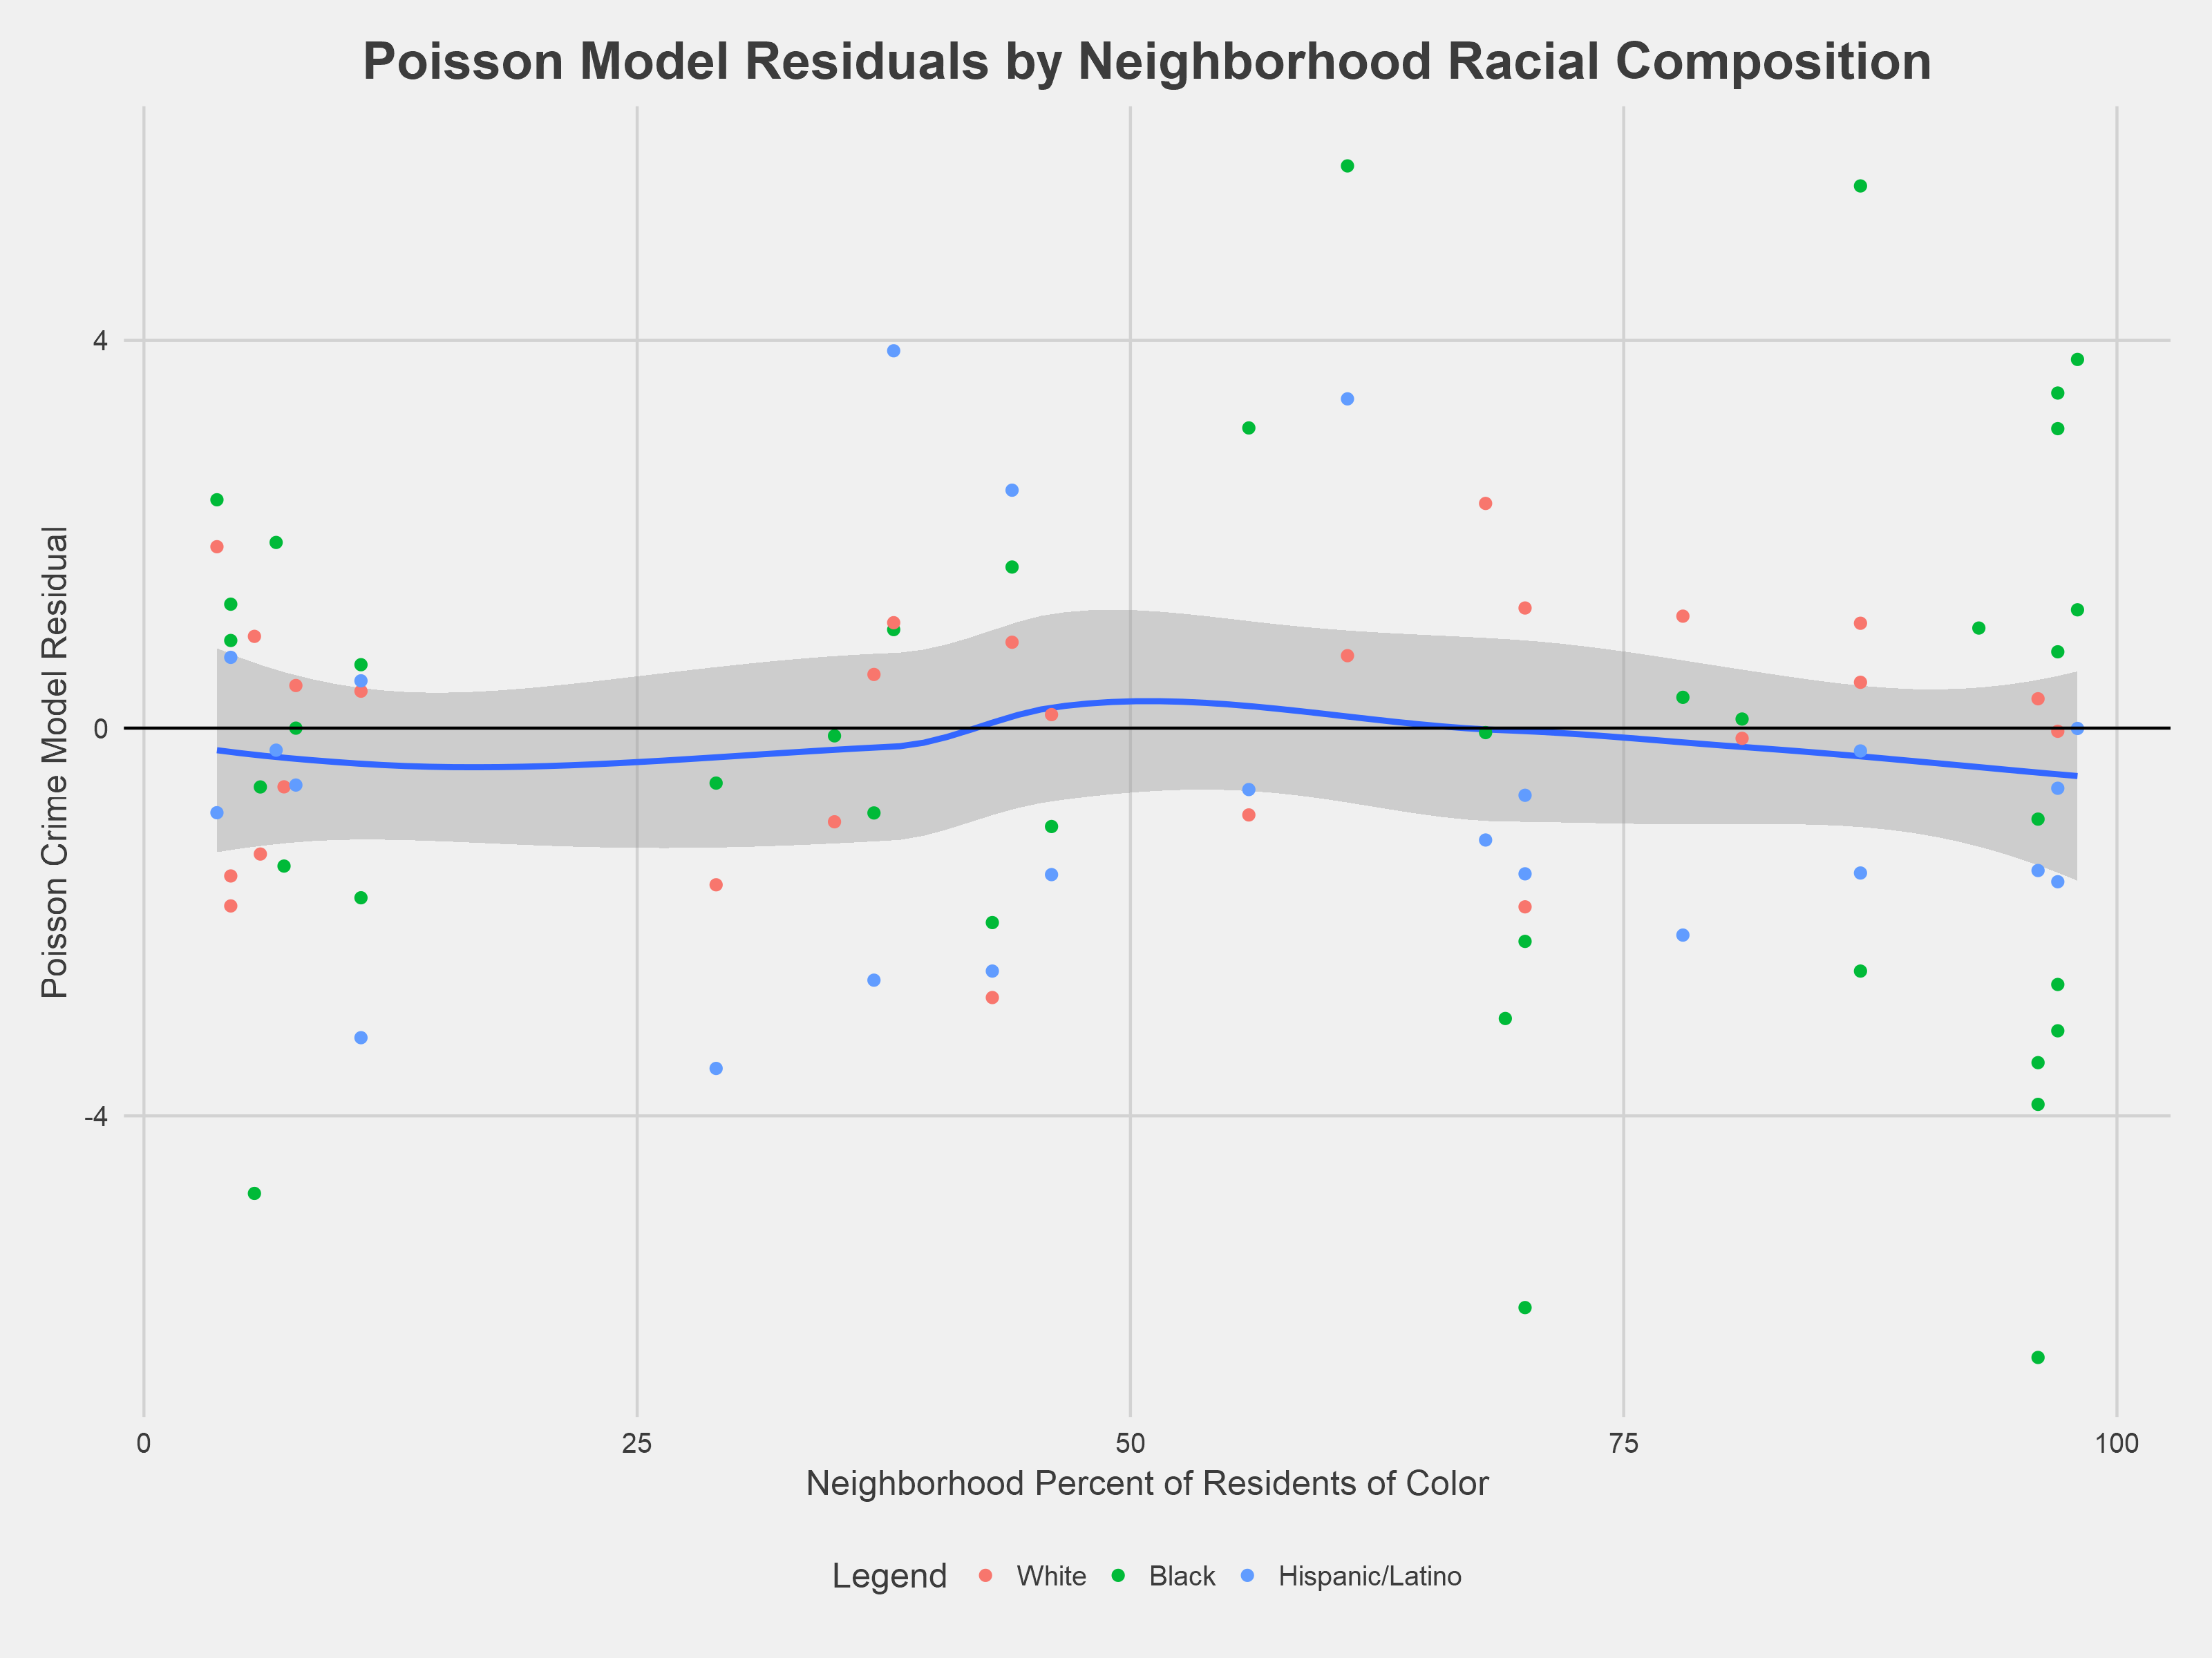 Poisson Model Residuals by Neighborhood Racial Composition
Poisson Crime Model Residual
4
0
-4
0 25 50 75 100
Neighborhood Percent of Residents of Color
Legend White Black Hispanic/Latino